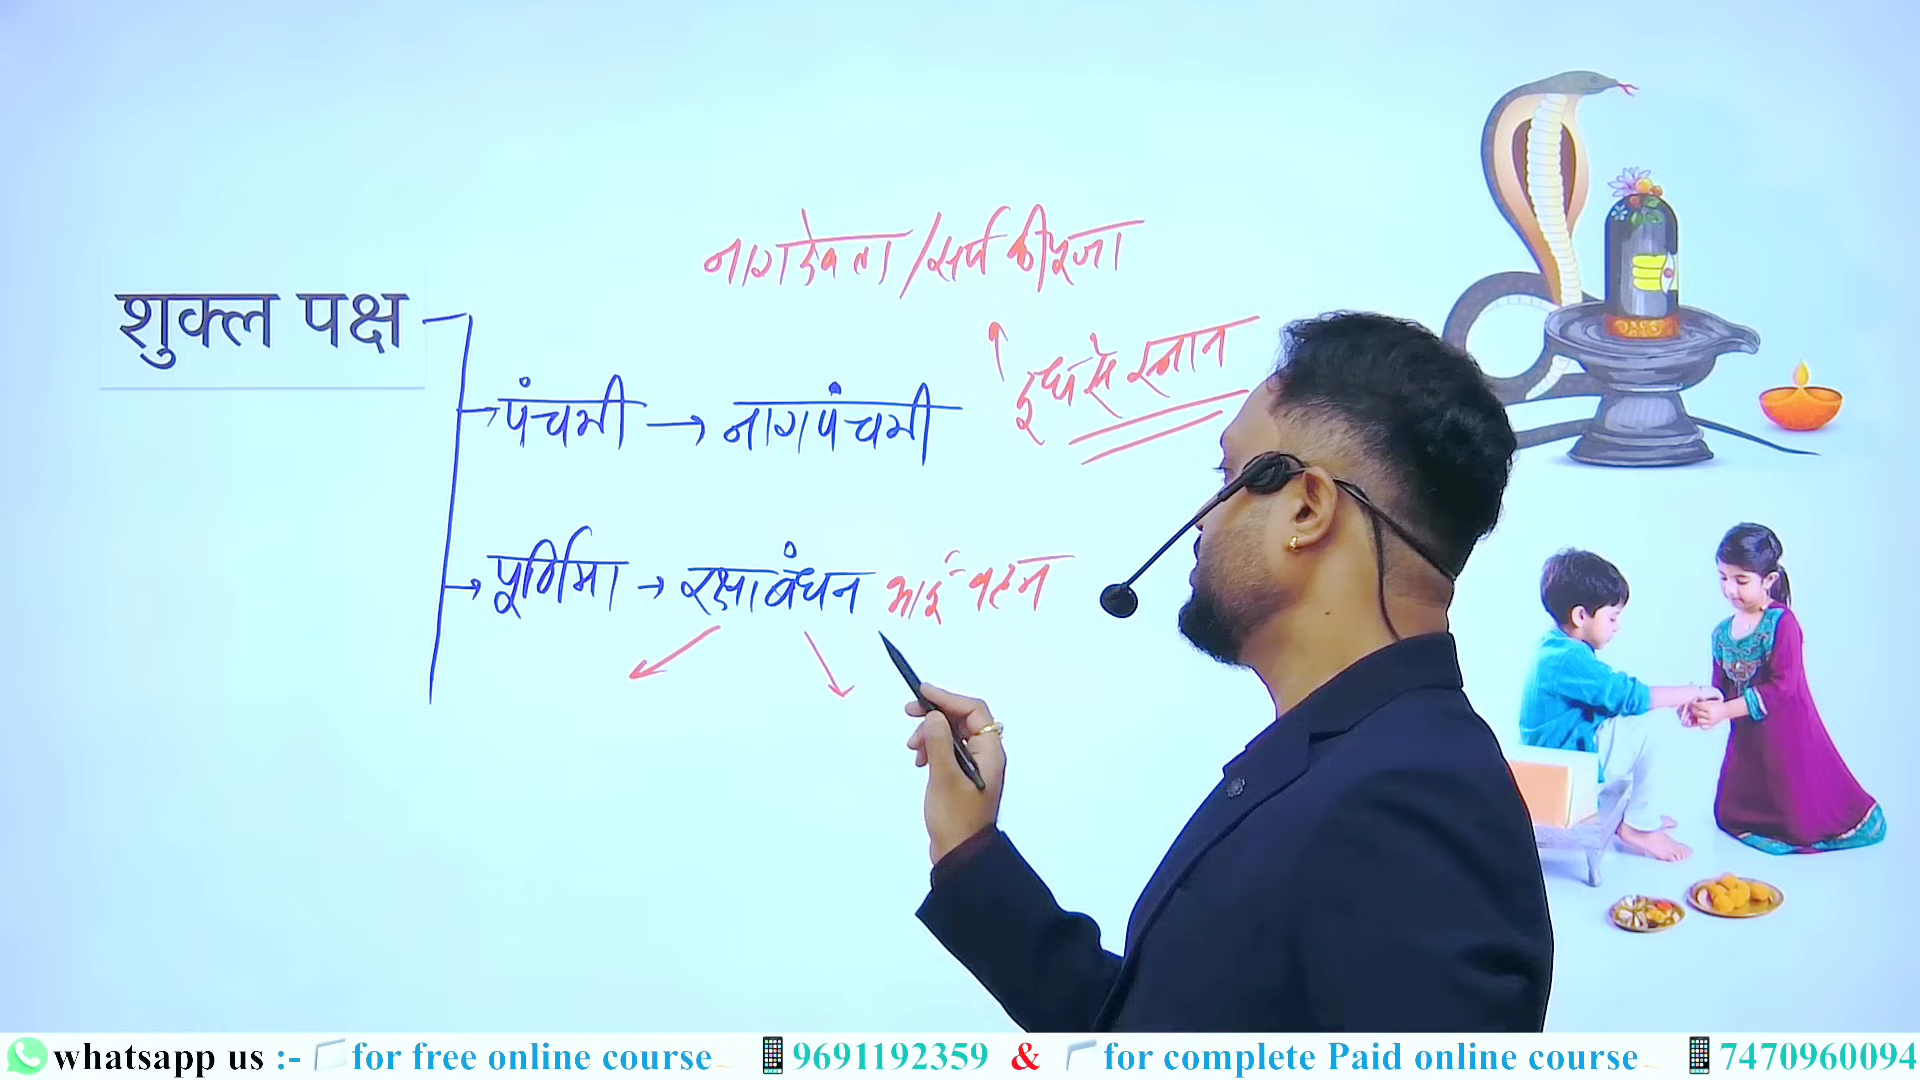 नागदेवता/सर्प की पूजा
शुक्ल पक्ष
दूध से स्नान
पंचमी → नागपंचमी
पूर्णिमा → रक्षाबंधन भाई-बहन
whatsapp us :- for free online course 9691192359 & for complete Paid online course 7470960094